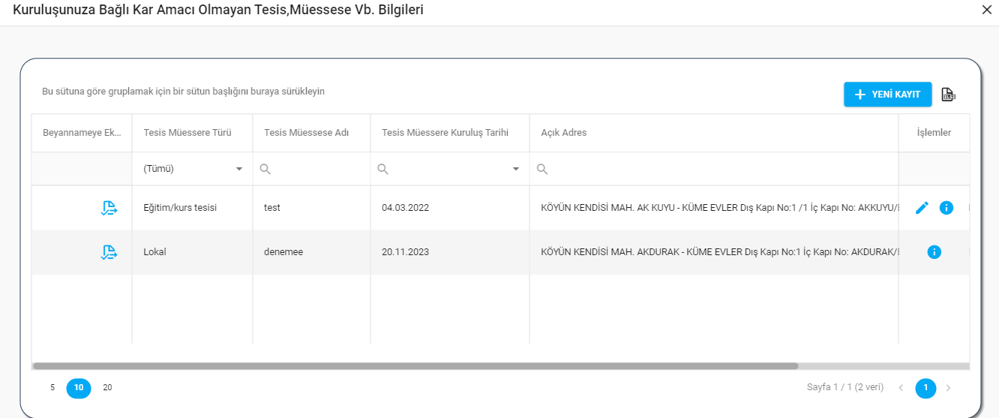 Kuruluşunuza Bağlı Kar Amacı Olmayan Tesis,Müessese Vb. Bilgileri
Bu sütuna göre gruplamak için bir sütun başlığını buraya sürükleyin
YENİ KAYIT
Beyannameye Ek... Tesis Müessere Türü Tesis Müessese Adı Tesis Müessere Kuruluş Tarihi Açık Adres İşlemler
(Tümü)
Eğitim/kurs tesisi test 04.03.2022 KÖYÜN KENDİSİ MAH. AK KUYU - KÜME EVLER Dış Kapı No:1 /1 İç Kapı No: AKKUYU/
Lokal denemee 20.11.2023 KÖYÜN KENDİSİ MAH. AKDURAK - KÜME EVLER Dış Kapı No:1 İç Kapı No: AKDURAK/
5 10 20 Sayfa 1 / 1 (2 veri) 1